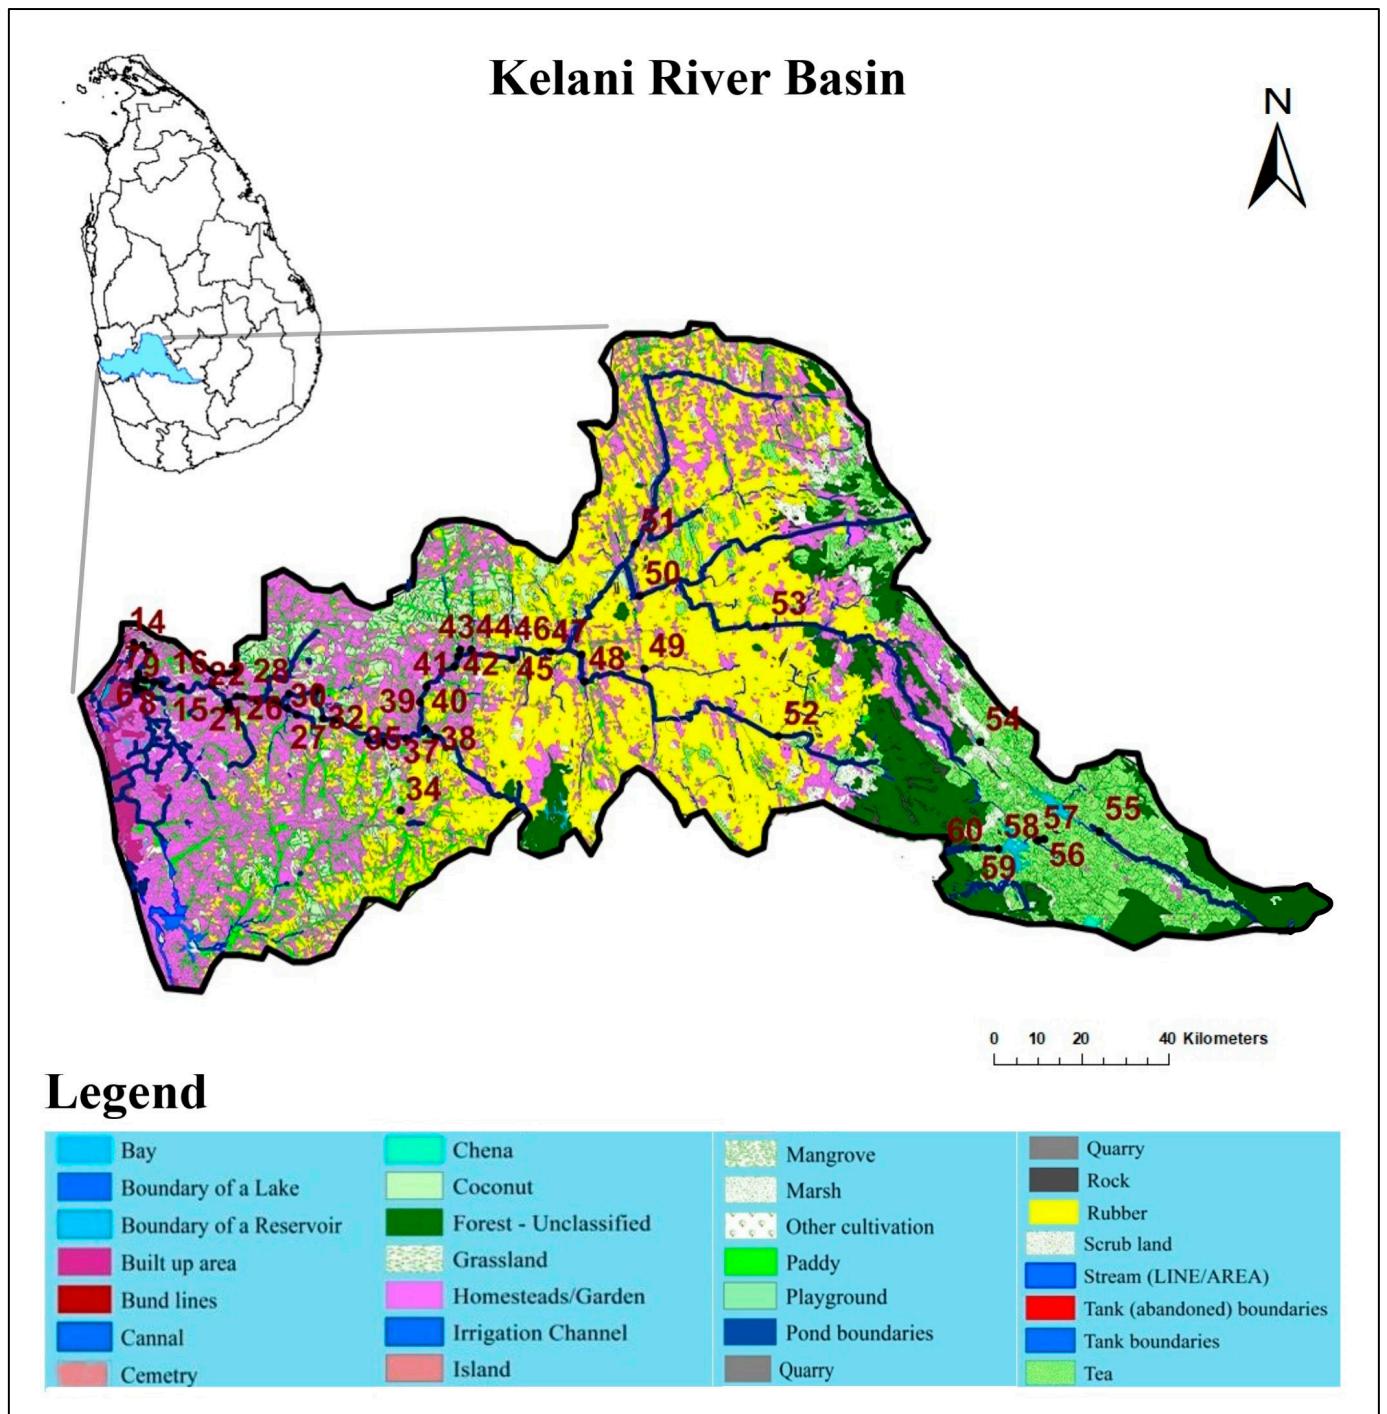 Kelani River Basin
N
51
50
53
14
43 44 46 47
7
9 16 22 28
41 42 45 48 49
6 8 15 21 26 30
39 40
27 32 35 37 38
52
54
34
57 55
60 58
59 56
0 10 20 40 Kilometers
Legend
Bay
Boundary of a Lake
Boundary of a Reservoir
Built up area
Bund lines
Cannal
Cemetry
Chena
Coconut
Forest - Unclassified
Grassland
Homesteads/Garden
Irrigation Channel
Island
Mangrove
Marsh
Other cultivation
Paddy
Playground
Pond boundaries
Quarry
Quarry
Rock
Rubber
Scrub land
Stream (LINE/AREA)
Tank (abandoned) boundaries
Tank boundaries
Tea